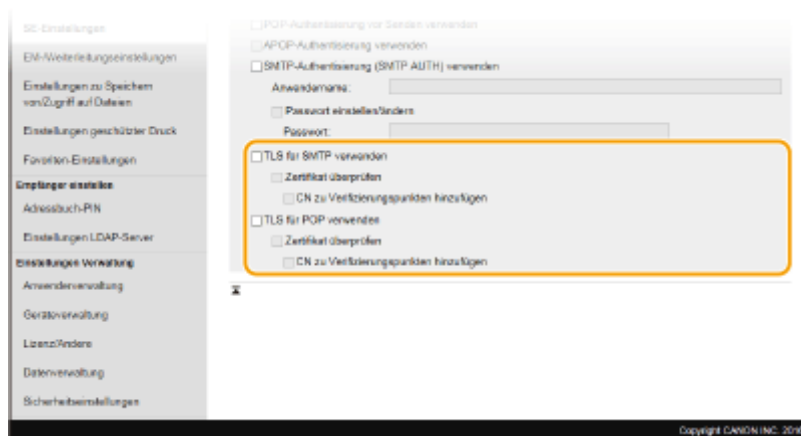 SE-Einstellungen
EM-/Weiterleitungseinstellungen
Einstellungen zu Speichern
von/Zugriff auf Dateien
Einstellungen geschützter Druck
Favoriten-Einstellungen
Empfänger einstellen
Adressbuch-PIN
Einstellungen LDAP-Server
Einstellungen Verwaltung
Anwenderverwaltung
Geräteverwaltung
Lizenz/Andere
Datenverwaltung
Sicherheitseinstellungen
POP-Authentisierung vor Senden verwenden
APOP-Authentisierung verwenden
SMTP-Authentisierung (SMTP AUTH) verwenden
Anwendername:
Passwort einstellen/ändern
Passwort:
TLS für SMTP verwenden
Zertifikat überprüfen
CN zu Verifizierungspunkten hinzufügen
TLS für POP verwenden
Zertifikat überprüfen
CN zu Verifizierungspunkten hinzufügen
Copyright CANON INC. 2016